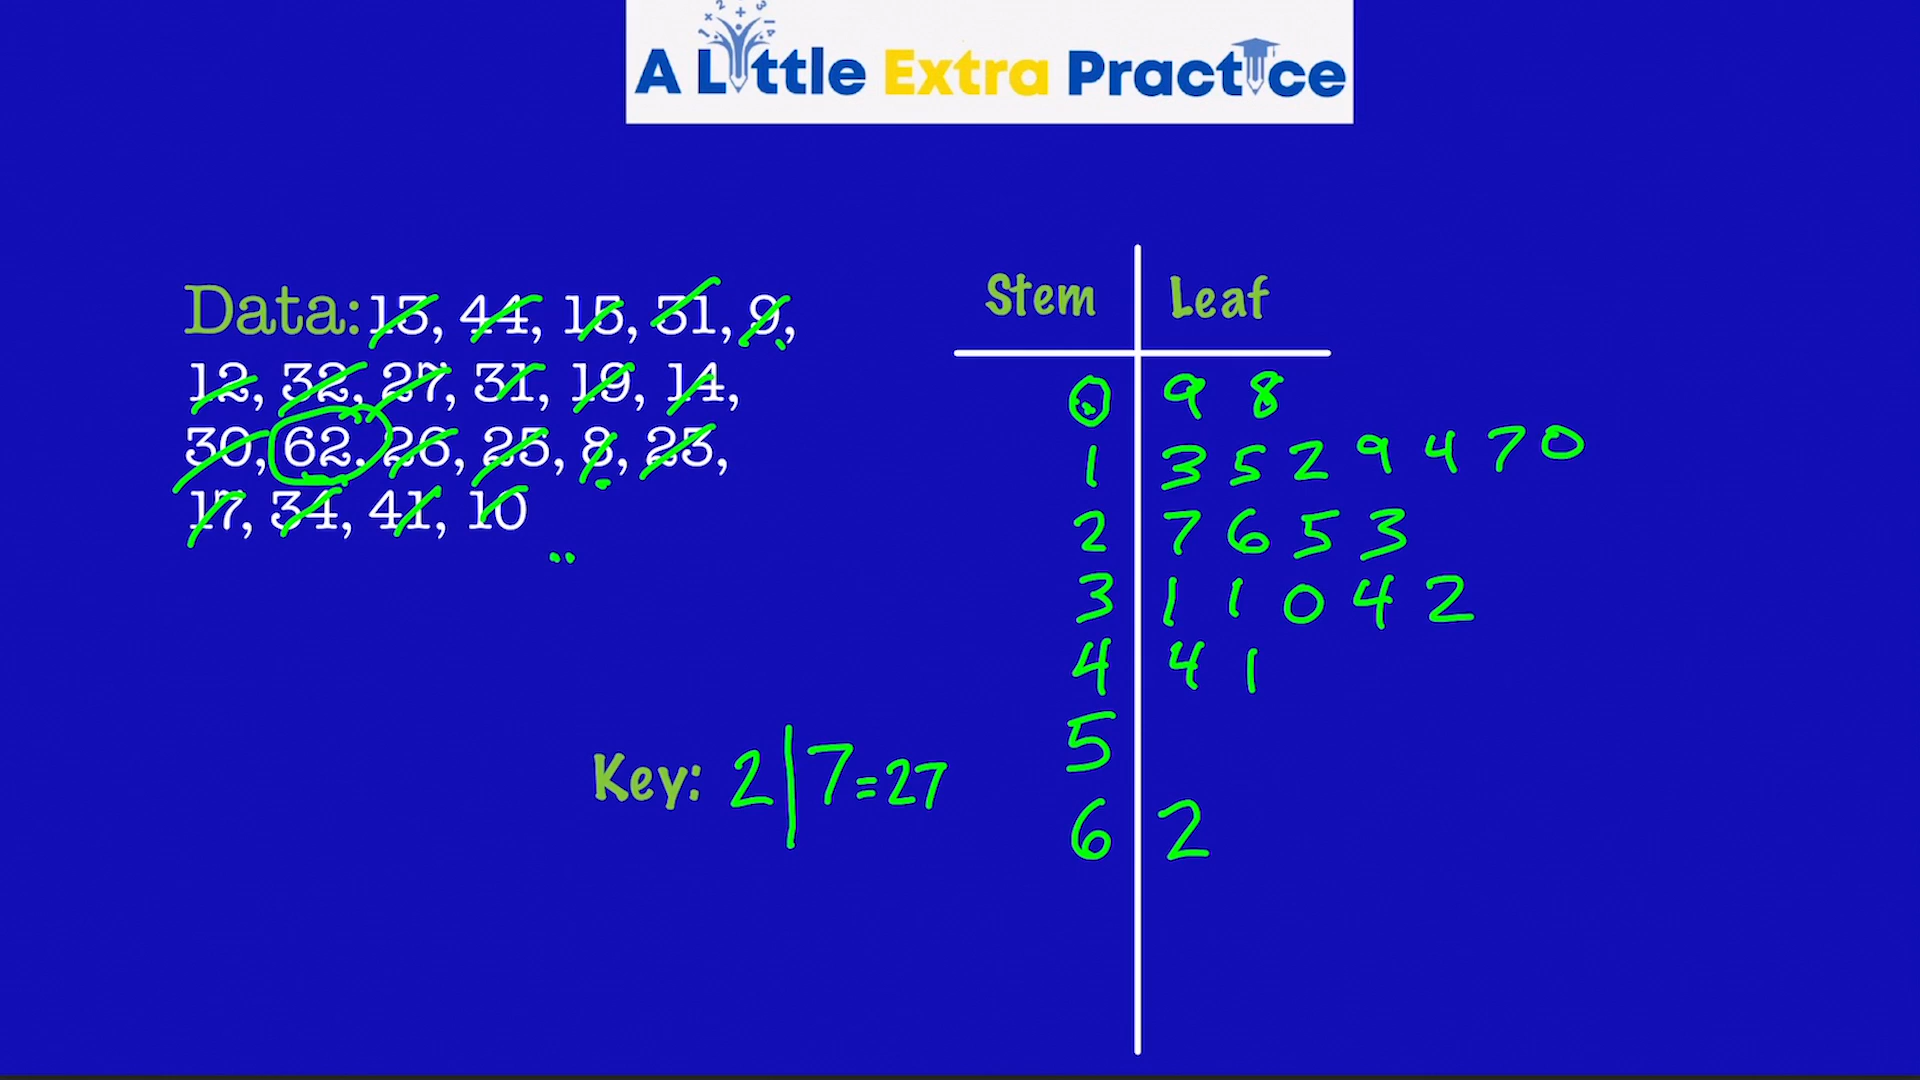 A Little Extra Practice
Data: 13, 44, 15, 31, 9,
12, 32, 27, 31, 19, 14,
30, 62, 26, 25, 8, 23,
17, 34, 41, 10
Key: 2|7=27
Stem Leaf
0 9 8
1 3 5 2 9 4 7 0
2 7 6 5 3
3 1 1 0 4 2
4 4 1
5
6 2